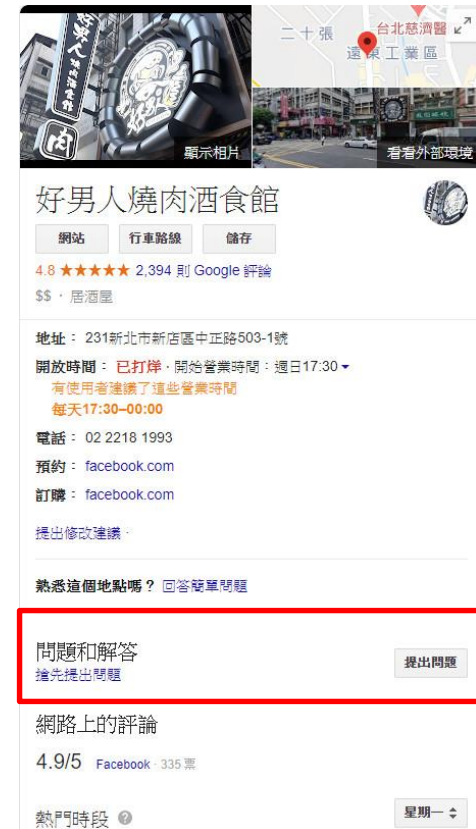 好男人
肉
二十張
台北慈濟醫
遠東工業區
顯示相片
看看外部環境
好男人燒肉酒食館
網站
行車路線
儲存
4.8 ★★★★★ 2,394 則 Google 評論
$$ · 居酒屋
地址： 231新北市新店區中正路503-1號
開放時間： 已打烊 · 開始營業時間：週日17:30
有使用者建議了這些營業時間
每天17:30–00:00
電話： 02 2218 1993
預約： facebook.com
訂購： facebook.com
提出修改建議 ·
熟悉這個地點嗎？ 回答簡單問題
問題和解答
提出問題
搶先提出問題
網路上的評論
4.9/5 Facebook · 335 票
熱門時段
星期一